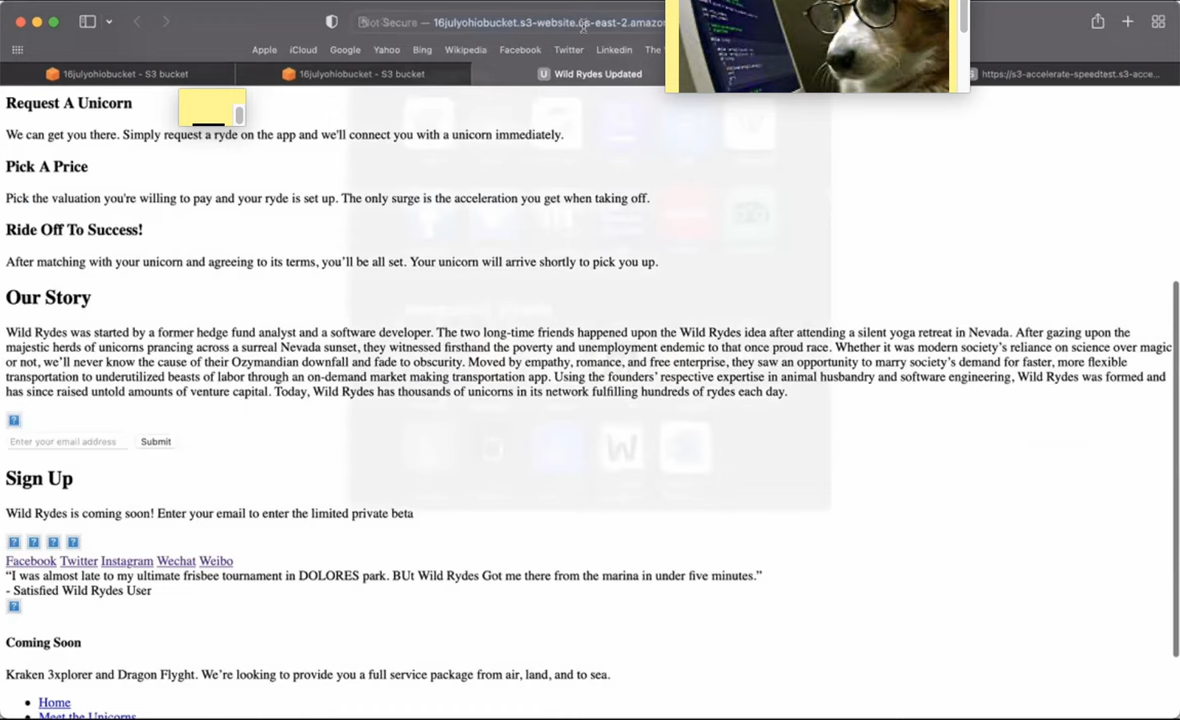 Not Secure — 16julyohiobucket.s3-website.us-east-2.amazor
Apple iCloud Google Yahoo Bing Wikipedia Facebook Twitter Linkedin The
16julyohiobucket - S3 bucket
16julyohiobucket - S3 bucket
U Wild Rydes Updated
S https://s3-accelerate-speedtest.s3-acce...
Request A Unicorn
We can get you there. Simply request a ryde on the app and we'll connect you with a unicorn immediately.
Pick A Price
Pick the valuation you're willing to pay and your ryde is set up. The only surge is the acceleration you get when taking off.
Ride Off To Success!
After matching with your unicorn and agreeing to its terms, you’ll be all set. Your unicorn will arrive shortly to pick you up.
Our Story
Wild Rydes was started by a former hedge fund analyst and a software developer. The two long-time friends happened upon the Wild Rydes idea after attending a silent yoga retreat in Nevada. After gazing upon the
majestic herds of unicorns prancing across a surreal Nevada sunset, they witnessed firsthand the poverty and unemployment endemic to that once proud race. Whether it was modern society’s reliance on science over magic
or not, we’ll never know the cause of their Ozymandian downfall and fade to obscurity. Moved by empathy, romance, and free enterprise, they saw an opportunity to marry society’s demand for faster, more flexible
transportation to underutilized beasts of labor through an on-demand market making transportation app. Using the founders’ respective expertise in animal husbandry and software engineering, Wild Rydes was formed and
has since raised untold amounts of venture capital. Today, Wild Rydes has thousands of unicorns in its network fulfilling hundreds of rydes each day.
Enter your email address Submit
Sign Up
Wild Rydes is coming soon! Enter your email to enter the limited private beta
Facebook Twitter Instagram Wechat Weibo
“I was almost late to my ultimate frisbee tournament in DOLORES park. BUt Wild Rydes Got me there from the marina in under five minutes.”
- Satisfied Wild Rydes User
Coming Soon
Kraken 3xplorer and Dragon Flyght. We’re looking to provide you a full service package from air, land, and to sea.
Home
Meet the Unicorns